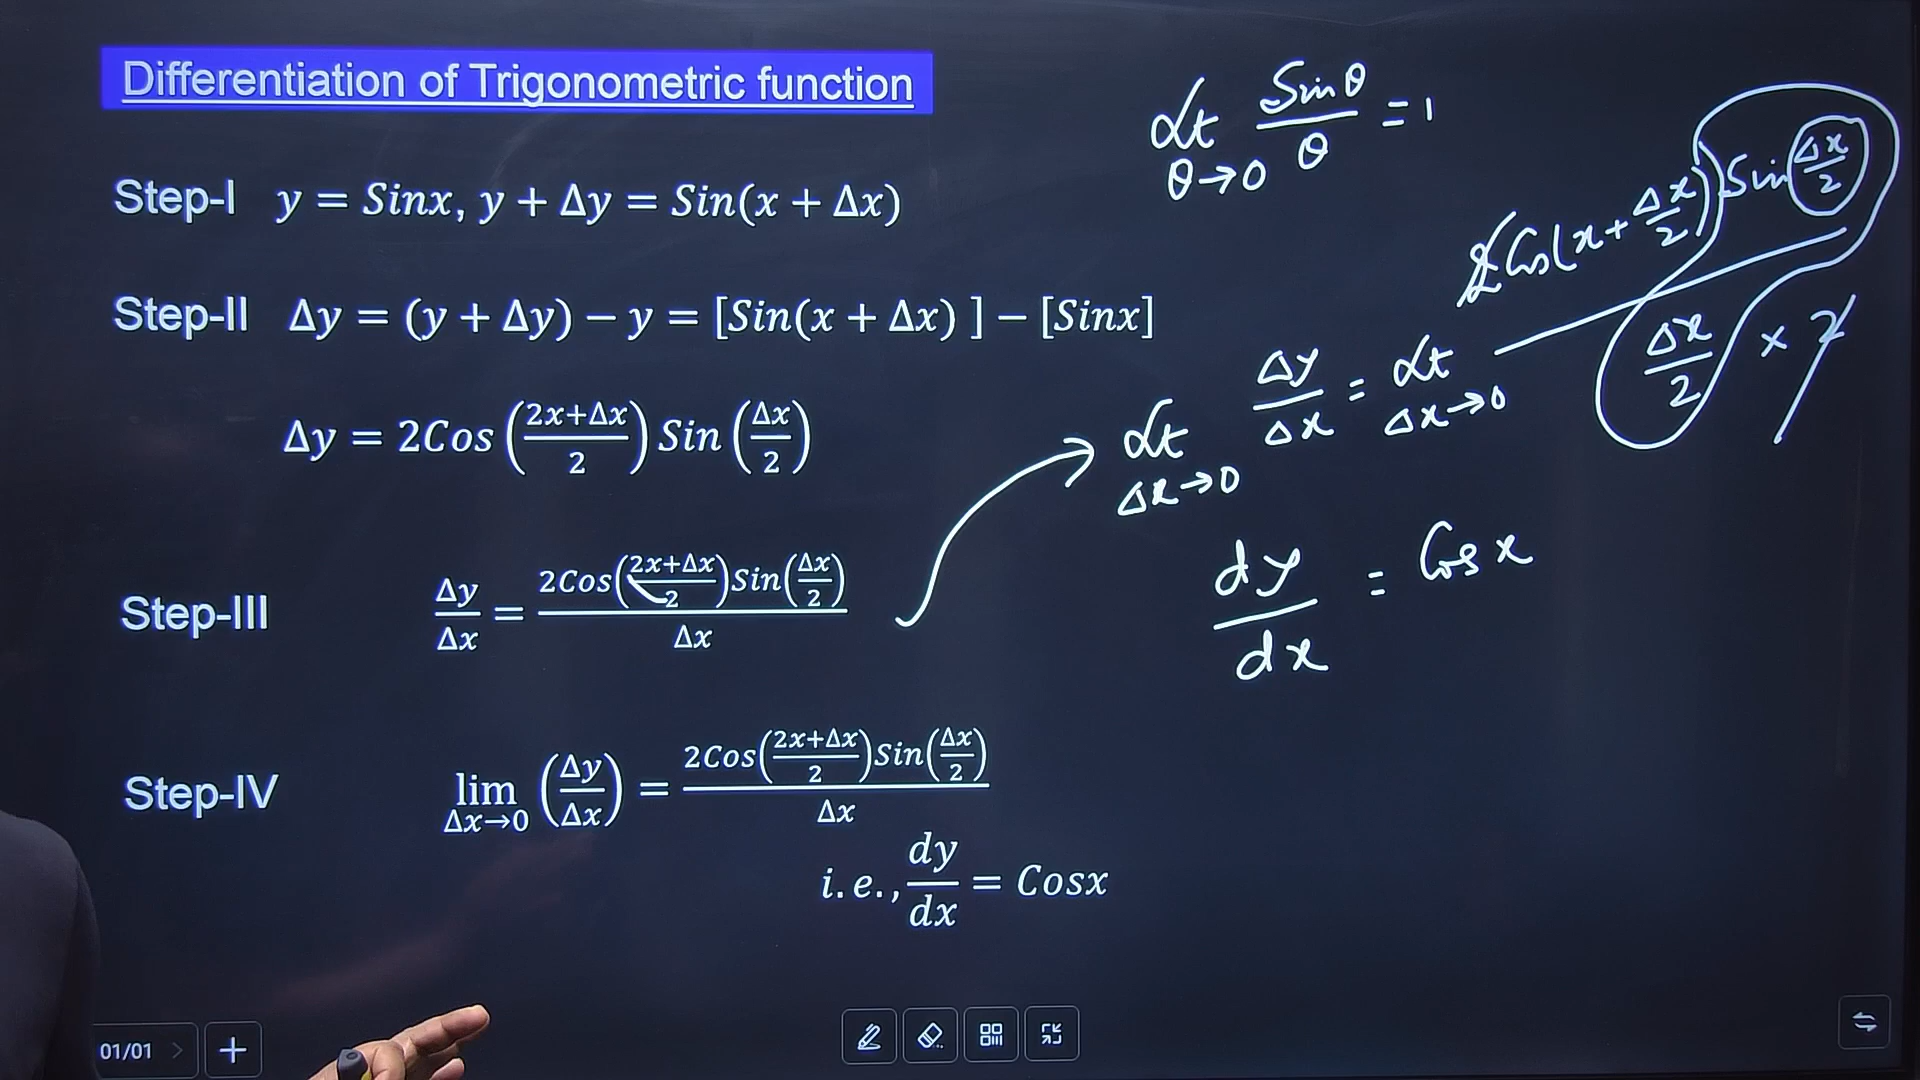 Differentiation of Trigonometric function
Step-I y = Sinx, y + Δy = Sin(x + Δx)
Step-II Δy = (y + Δy) − y = [Sin(x + Δx) ] − [Sinx]
Δy = 2Cos ((2x+Δx)/2) Sin (Δx/2)
Step-III Δy/Δx = 2Cos((2x+Δx)/2)Sin(Δx/2) / Δx
Step-IV lim Δx→0 (Δy/Δx) = 2Cos((2x+Δx)/2)Sin(Δx/2) / Δx
i.e., dy/dx = Cosx
Lt θ→0 Sinθ/θ = 1
Lt Δx→0 Δy/Δx = Lt Δx→0 2Cos(x+Δx/2) Sin(Δx/2) / Δx/2 × 2
dy/dx = Cosx
01/01